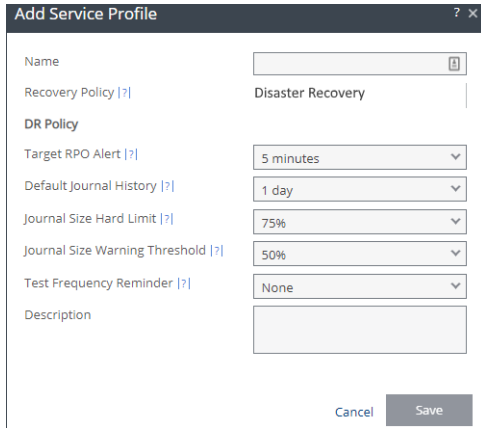 Add Service Profile ? ×
Name
Recovery Policy |?| Disaster Recovery
DR Policy
Target RPO Alert |?| 5 minutes
Default Journal History |?| 1 day
Journal Size Hard Limit |?| 75%
Journal Size Warning Threshold |?| 50%
Test Frequency Reminder |?| None
Description
Cancel Save